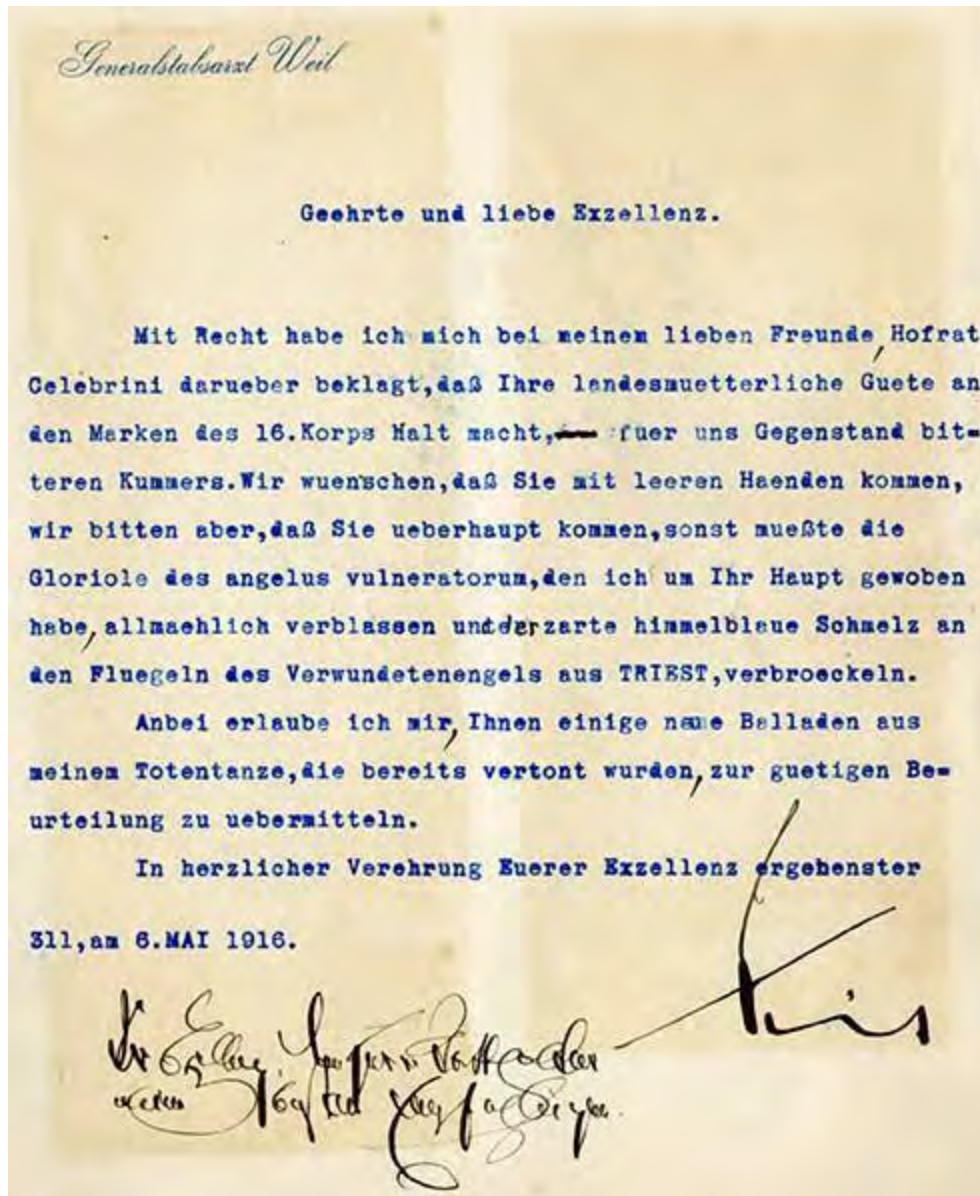 Generalstabsarzt Weil
Geehrte und liebe Exzellenz.
Mit Recht habe ich mich bei meinem lieben Freunde, Hofrat
Celebrini darueber beklagt,daß Ihre landesmuetterliche Guete an
den Marken des 16.Korps Halt macht, fuer uns Gegenstand bit-
teren Kummers.Wir wuenschen,daß Sie mit leeren Haenden kommen,
wir bitten aber,daß Sie ueberhaupt kommen,sonst mueßte die
Gloriole des angelus vulneratorum,den ich um Ihr Haupt gewoben
habe, allmaehlich verblassen und der zarte himmelblaue Schmelz an
den Fluegeln des Verwundetenengels aus TRIEST,verbroeckeln.
Anbei erlaube ich mir, Ihnen einige neue Balladen aus
meinem Totentanze,die bereits vertont wurden, zur guetigen Be-
urteilung zu uebermitteln.
In herzlicher Verehrung Euerer Exzellenz ergebenster
311,am 6.MAI 1916.